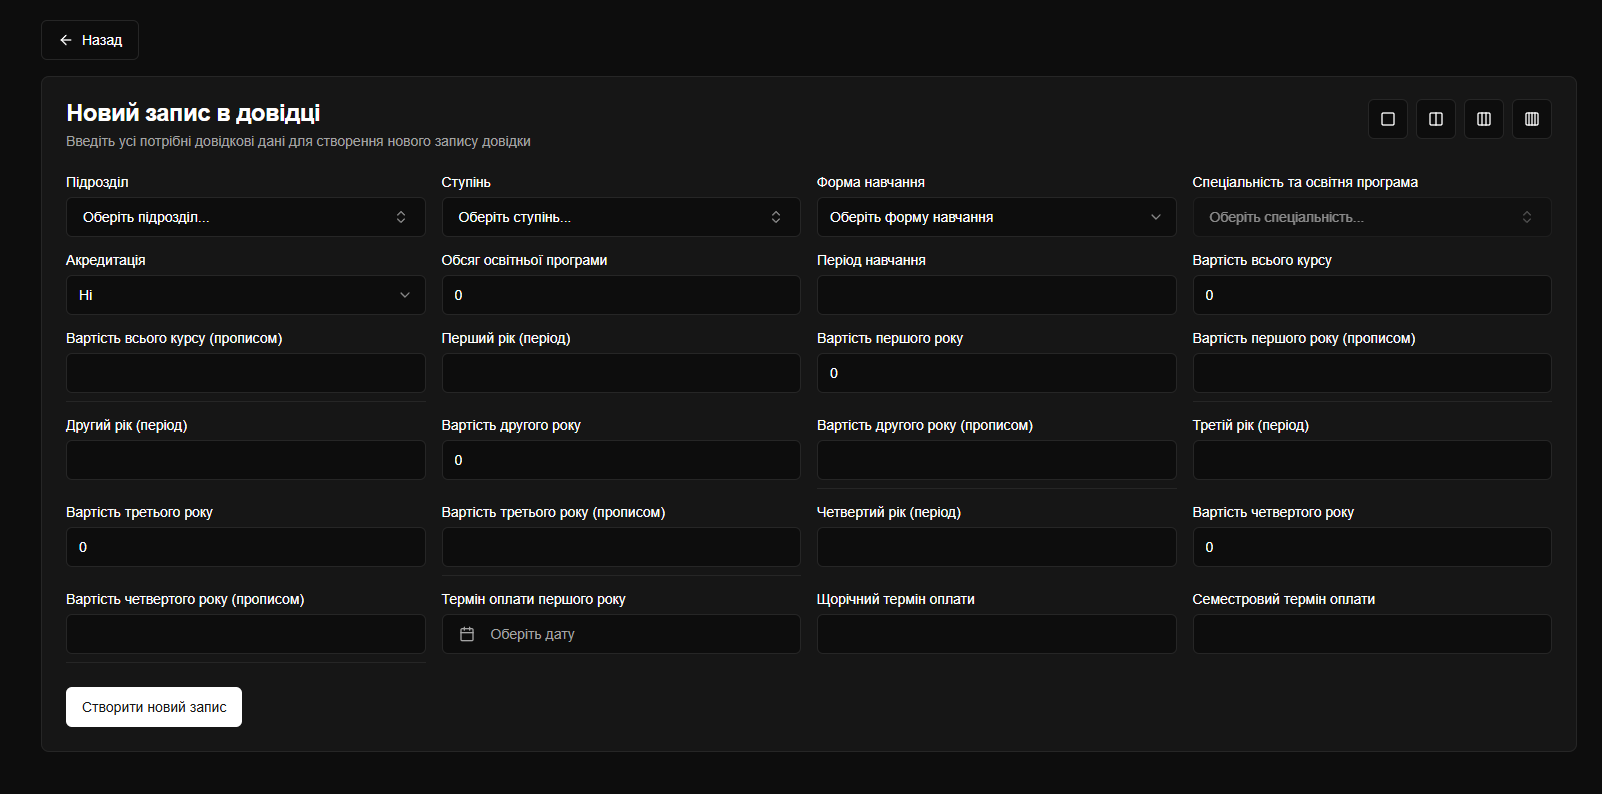 Назад
Новий запис в довідці
Введіть усі потрібні довідкові дані для створення нового запису довідки
Підрозділ
Ступінь
Форма навчання
Спеціальність та освітня програма
Оберіть підрозділ...
Оберіть ступінь...
Оберіть форму навчання
Оберіть спеціальність...
Акредитація
Обсяг освітньої програми
Період навчання
Вартість всього курсу
Ні
0
0
Вартість всього курсу (прописом)
Перший рік (період)
Вартість першого року
Вартість першого року (прописом)
0
Другий рік (період)
Вартість другого року
Вартість другого року (прописом)
Третій рік (період)
0
Вартість третього року
Вартість третього року (прописом)
Четвертий рік (період)
Вартість четвертого року
0
0
Вартість четвертого року (прописом)
Термін оплати першого року
Щорічний термін оплати
Семестровий термін оплати
Оберіть дату
Створити новий запис